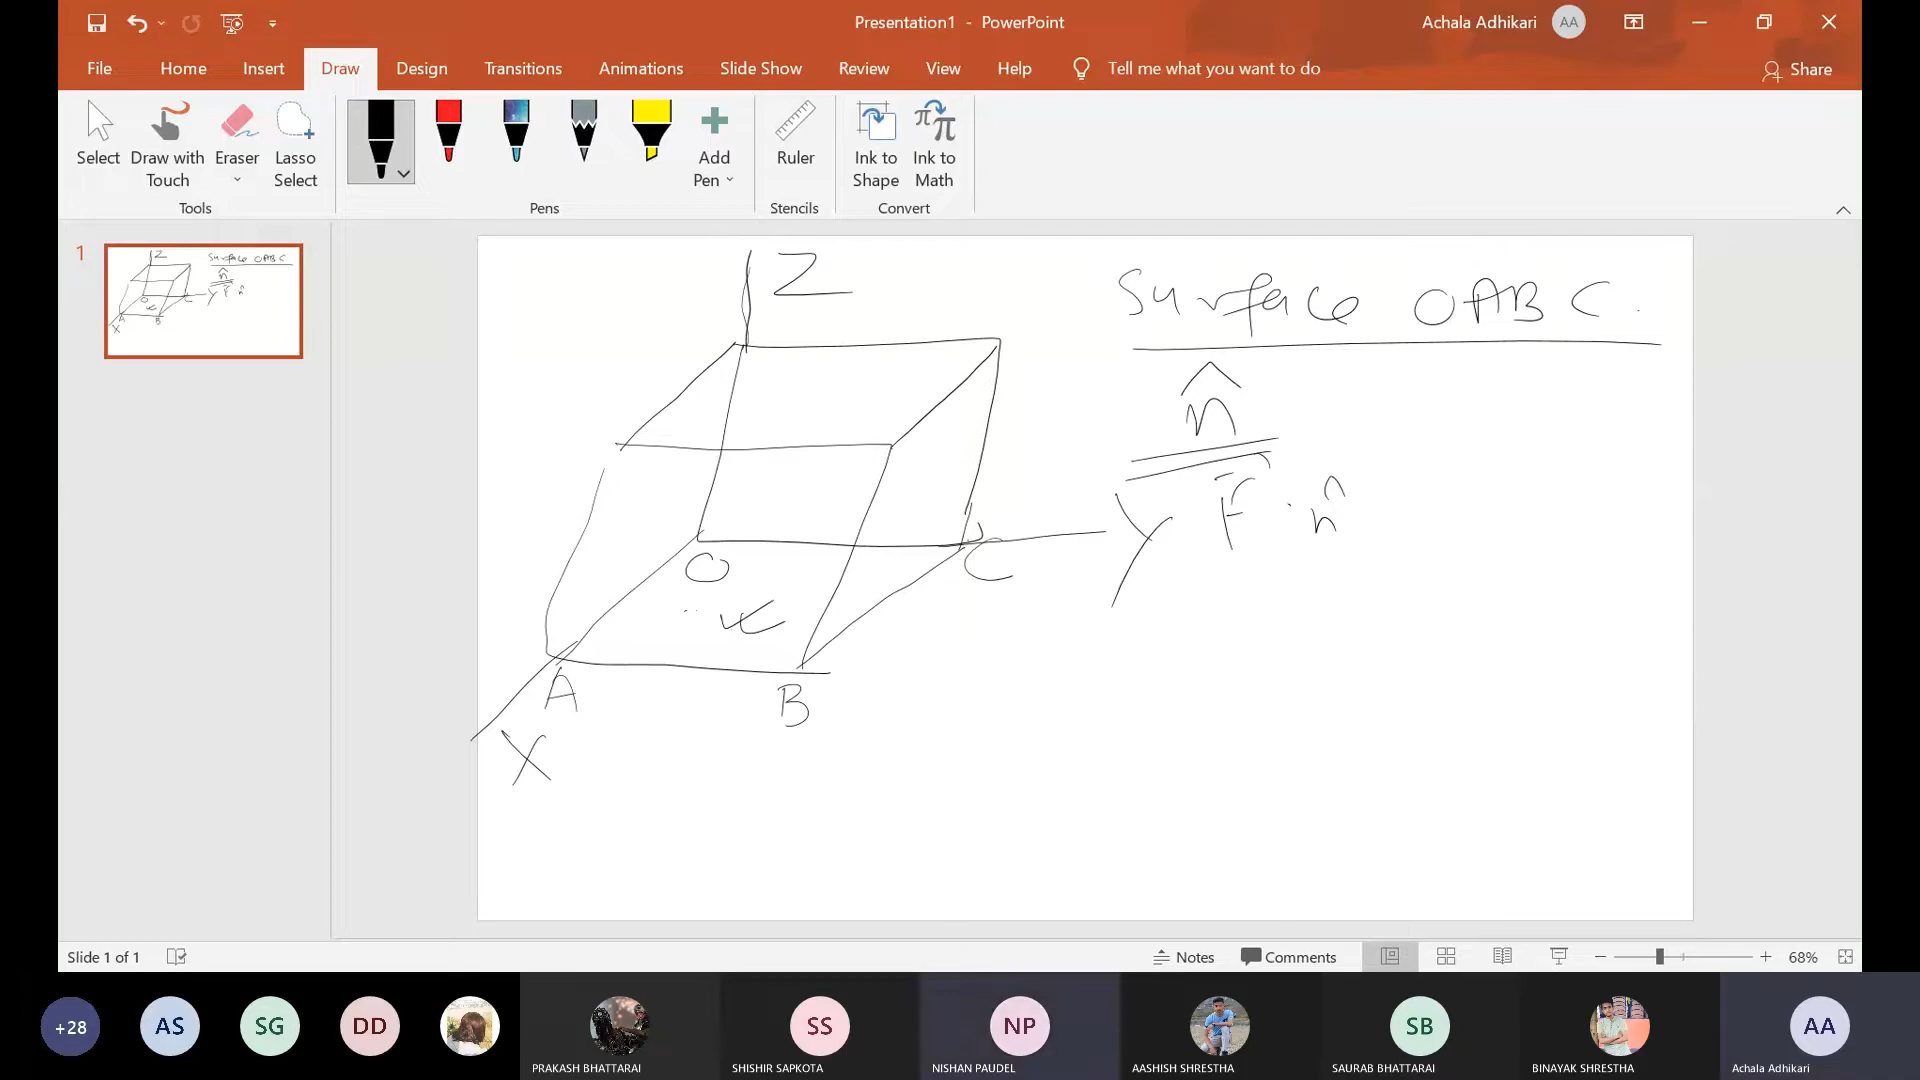 Presentation1 - PowerPoint
Achala Adhikari AA
File Home Insert Draw Design Transitions Animations Slide Show Review View Help Tell me what you want to do Share
Select Draw with Touch Eraser Lasso Select
Add Pen
Ruler
Ink to Shape Ink to Math
Tools Pens Stencils Convert
1
Z
Surface OABC.
n̂
Y F̄ · n̂
O C
A B
X
Slide 1 of 1 Notes Comments 68%
+28 AS SG DD SS NP SB AA
PRAKASH BHATTARAI SHISHIR SAPKOTA NISHAN PAUDEL AASHISH SHRESTHA SAURAB BHATTARAI BINAYAK SHRESTHA Achala Adhikari